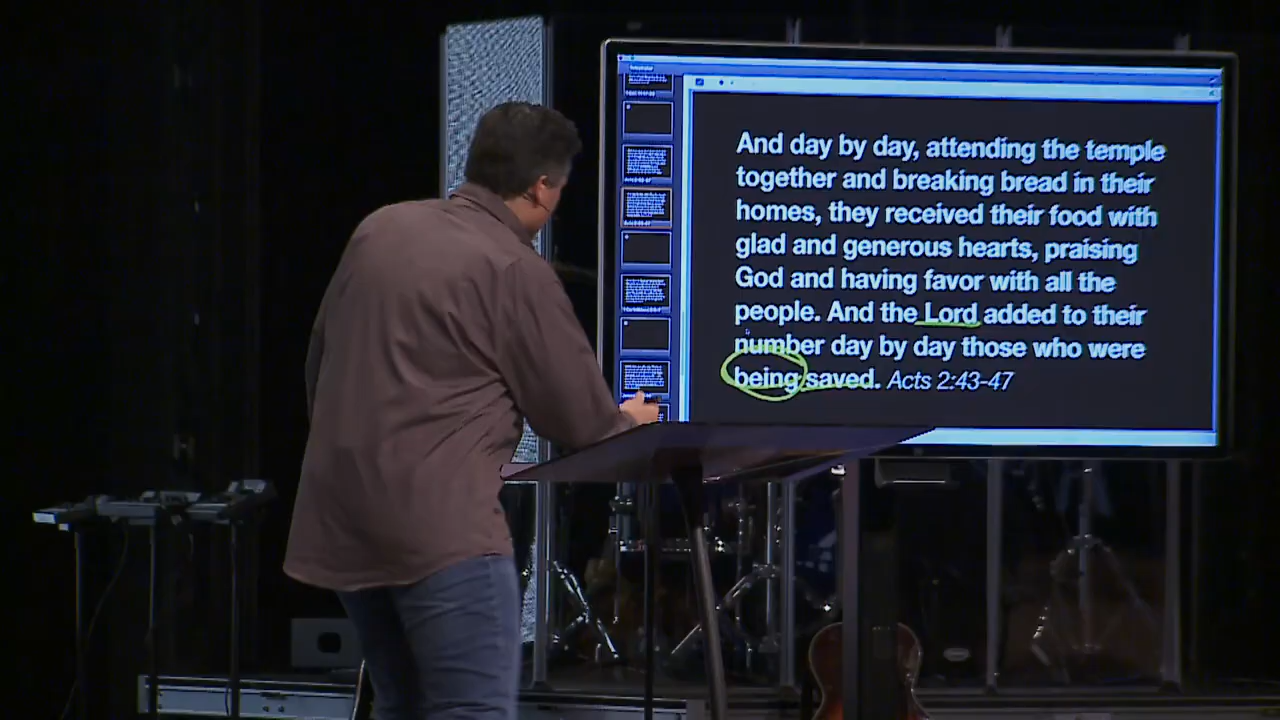 And day by day, attending the temple
together and breaking bread in their
homes, they received their food with
glad and generous hearts, praising
God and having favor with all the
people. And the Lord added to their
number day by day those who were
being saved. Acts 2:43-47